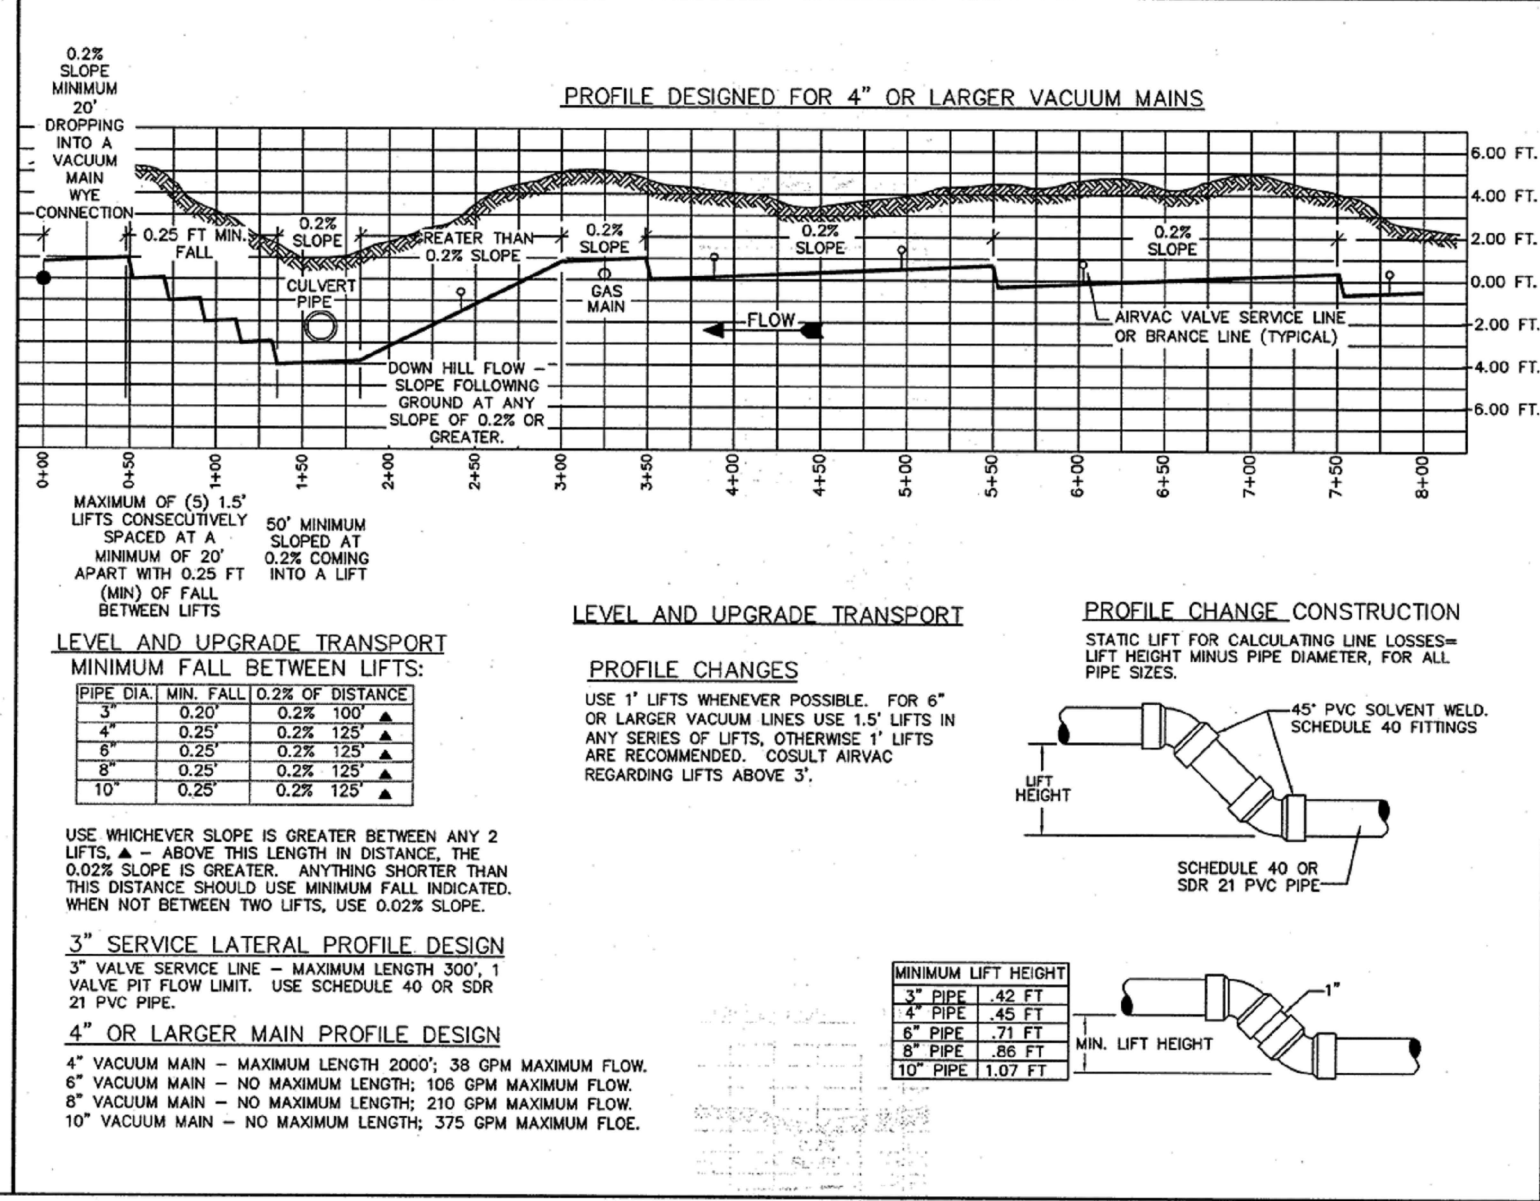 0.2%
SLOPE
MINIMUM
20'
DROPPING
INTO A
VACUUM
MAIN
WYE
CONNECTION
PROFILE DESIGNED FOR 4" OR LARGER VACUUM MAINS
6.00 FT.
4.00 FT.
2.00 FT.
0.00 FT.
-2.00 FT.
-4.00 FT.
-6.00 FT.
0.25 FT MIN.
FALL
0.2%
SLOPE
GREATER THAN
0.2% SLOPE
0.2%
SLOPE
0.2%
SLOPE
0.2%
SLOPE
CULVERT
PIPE
GAS
MAIN
FLOW
AIRVAC VALVE SERVICE LINE
OR BRANCE LINE (TYPICAL)
DOWN HILL FLOW –
SLOPE FOLLOWING
GROUND AT ANY
SLOPE OF 0.2% OR
GREATER.
0+00
0+50
1+00
1+50
2+00
2+50
3+00
3+50
4+00
4+50
5+00
5+50
6+00
6+50
7+00
7+50
8+00
MAXIMUM OF (5) 1.5'
LIFTS CONSECUTIVELY
SPACED AT A
MINIMUM OF 20'
APART WITH 0.25 FT
(MIN) OF FALL
BETWEEN LIFTS
50' MINIMUM
SLOPED AT
0.2% COMING
INTO A LIFT
LEVEL AND UPGRADE TRANSPORT
MINIMUM FALL BETWEEN LIFTS:
PIPE DIA. MIN. FALL 0.2% OF DISTANCE
3" 0.20' 0.2% 100' ▲
4" 0.25' 0.2% 125' ▲
6" 0.25' 0.2% 125' ▲
8" 0.25' 0.2% 125' ▲
10" 0.25' 0.2% 125' ▲
USE WHICHEVER SLOPE IS GREATER BETWEEN ANY 2
LIFTS, ▲ – ABOVE THIS LENGTH IN DISTANCE, THE
0.02% SLOPE IS GREATER. ANYTHING SHORTER THAN
THIS DISTANCE SHOULD USE MINIMUM FALL INDICATED.
WHEN NOT BETWEEN TWO LIFTS, USE 0.02% SLOPE.
3" SERVICE LATERAL PROFILE DESIGN
3" VALVE SERVICE LINE – MAXIMUM LENGTH 300', 1
VALVE PIT FLOW LIMIT. USE SCHEDULE 40 OR SDR
21 PVC PIPE.
4" OR LARGER MAIN PROFILE DESIGN
4" VACUUM MAIN – MAXIMUM LENGTH 2000'; 38 GPM MAXIMUM FLOW.
6" VACUUM MAIN – NO MAXIMUM LENGTH; 106 GPM MAXIMUM FLOW.
8" VACUUM MAIN – NO MAXIMUM LENGTH; 210 GPM MAXIMUM FLOW.
10" VACUUM MAIN – NO MAXIMUM LENGTH; 375 GPM MAXIMUM FLOE.
LEVEL AND UPGRADE TRANSPORT
PROFILE CHANGES
USE 1' LIFTS WHENEVER POSSIBLE. FOR 6"
OR LARGER VACUUM LINES USE 1.5' LIFTS IN
ANY SERIES OF LIFTS, OTHERWISE 1' LIFTS
ARE RECOMMENDED. COSULT AIRVAC
REGARDING LIFTS ABOVE 3'.
PROFILE CHANGE CONSTRUCTION
STATIC LIFT FOR CALCULATING LINE LOSSES=
LIFT HEIGHT MINUS PIPE DIAMETER, FOR ALL
PIPE SIZES.
45° PVC SOLVENT WELD.
SCHEDULE 40 FITTINGS
LIFT
HEIGHT
SCHEDULE 40 OR
SDR 21 PVC PIPE
MINIMUM LIFT HEIGHT
3" PIPE .42 FT
4" PIPE .45 FT
6" PIPE .71 FT
8" PIPE .86 FT
10" PIPE 1.07 FT
1"
MIN. LIFT HEIGHT